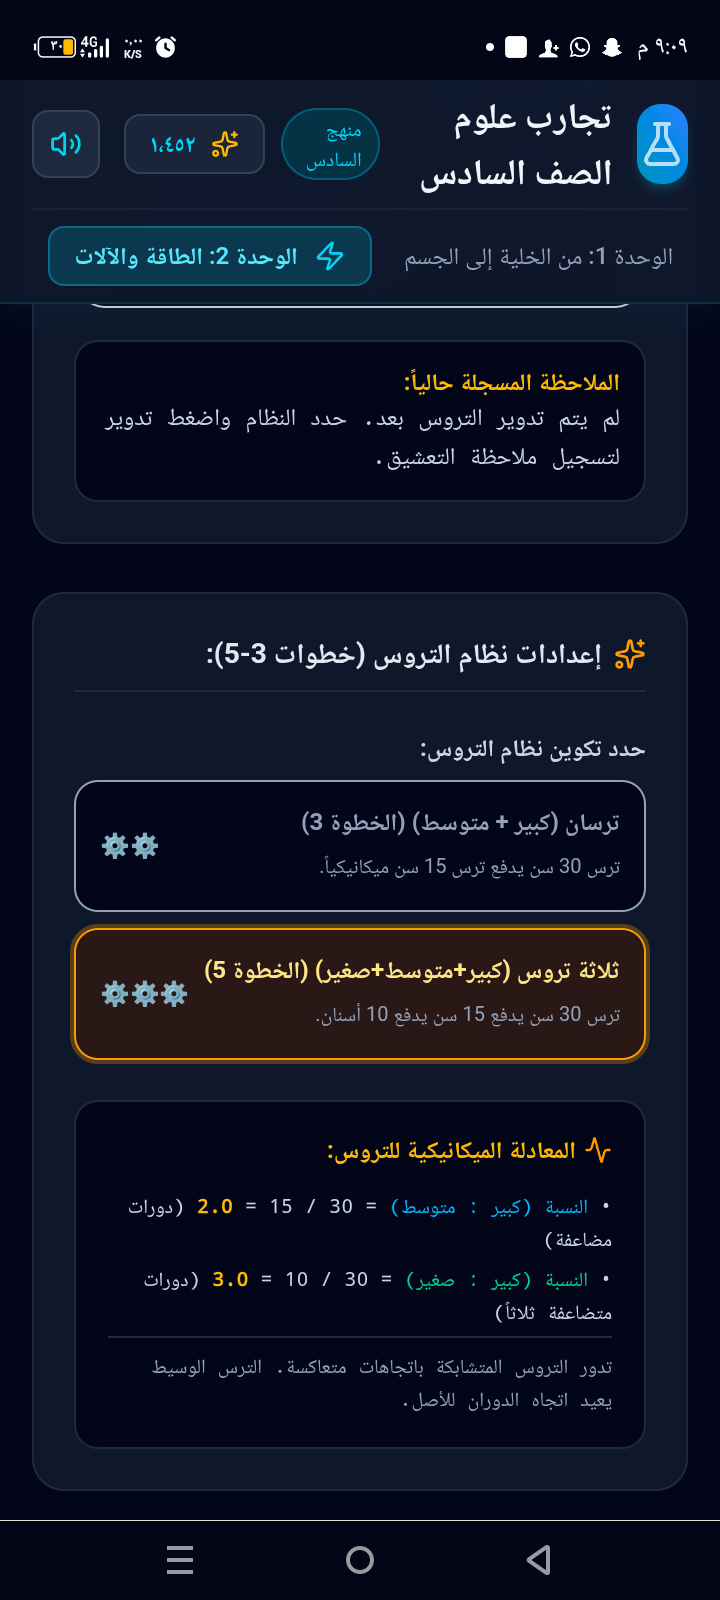 ٩:٠٩ م
4G
٣٠
٠,٠٠
K/S
تجارب علوم
الصف السادس
منهج
السادس
١،٤٥٢
الوحدة 1: من الخلية إلى الجسم
الوحدة 2: الطاقة والآلات
الملاحظة المسجلة حالياً:
لم يتم تدوير التروس بعد. حدد النظام واضغط تدوير
لتسجيل ملاحظة التعشيق.
إعدادات نظام التروس (خطوات 3-5):
حدد تكوين نظام التروس:
ترسان (كبير + متوسط) (الخطوة 3)
ترس 30 سن يدفع ترس 15 سن ميكانيكياً.
ثلاثة تروس (كبير+متوسط+صغير) (الخطوة 5)
ترس 30 سن يدفع 15 سن يدفع 10 أسنان.
المعادلة الميكانيكية للتروس:
• النسبة (كبير : متوسط) = 30 / 15 = 2.0 (دورات
مضاعفة)
• النسبة (كبير : صغير) = 30 / 10 = 3.0 (دورات
متضاعفة ثلاثاً)
تدور التروس المتشابكة باتجاهات متعاكسة. الترس الوسيط
يعيد اتجاه الدوران للأصل.